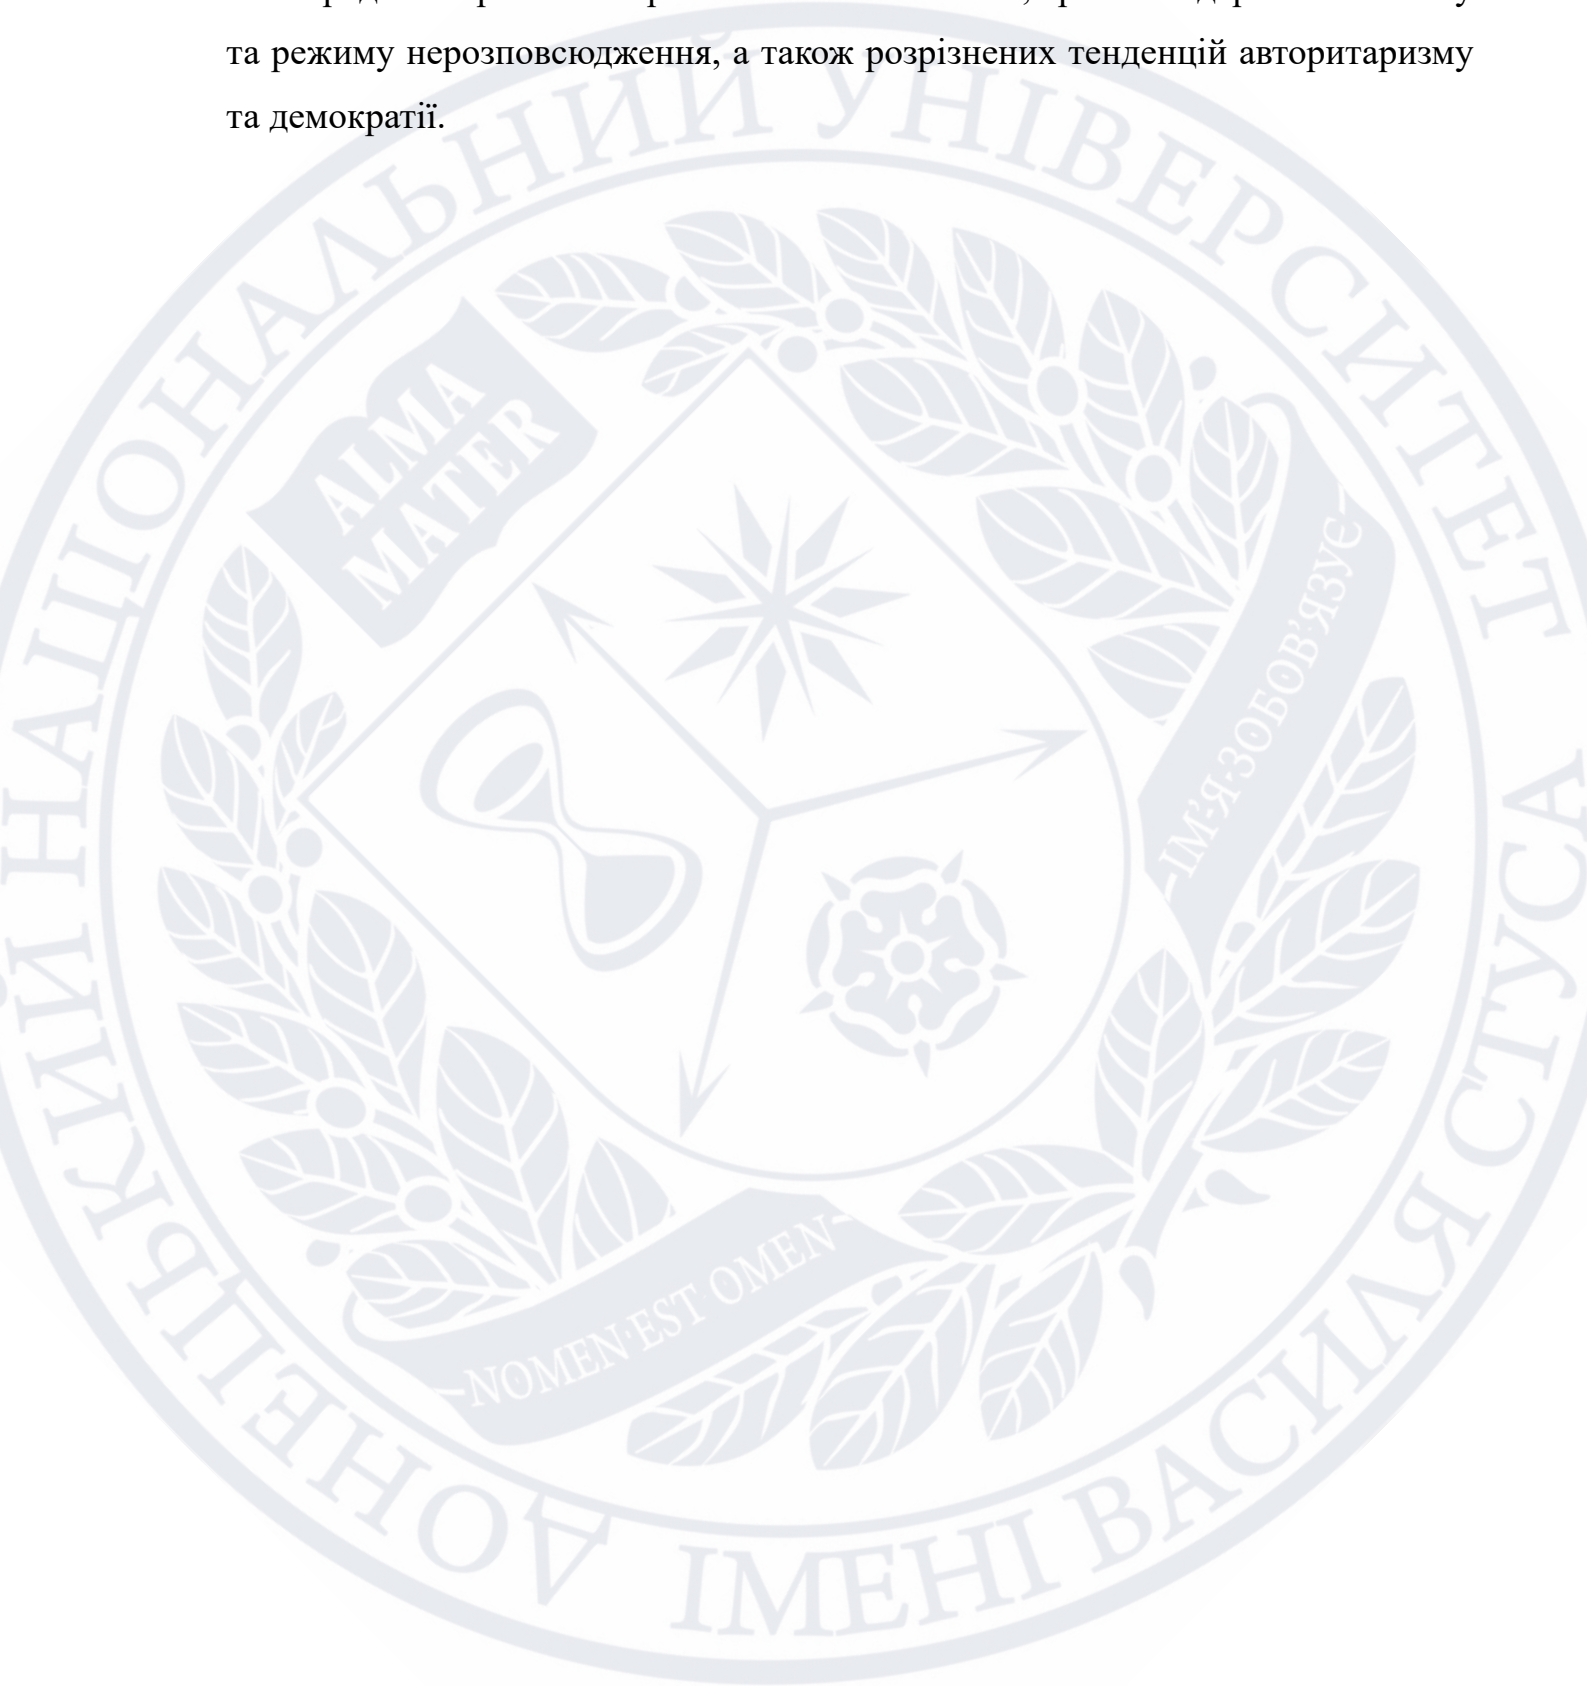 та режиму нерозповсюдження, а також розрізнених тенденцій авторитаризму
та демократії.
ДОНЕЦЬКИЙ НАЦІОНАЛЬНИЙ УНІВЕРСИТЕТ ІМЕНІ ВАСИЛЯ СТУСА
ALMA
MATER
ІМ'Я·ЗОБОВ'ЯЗУЄ
NOMEN·EST·OMEN